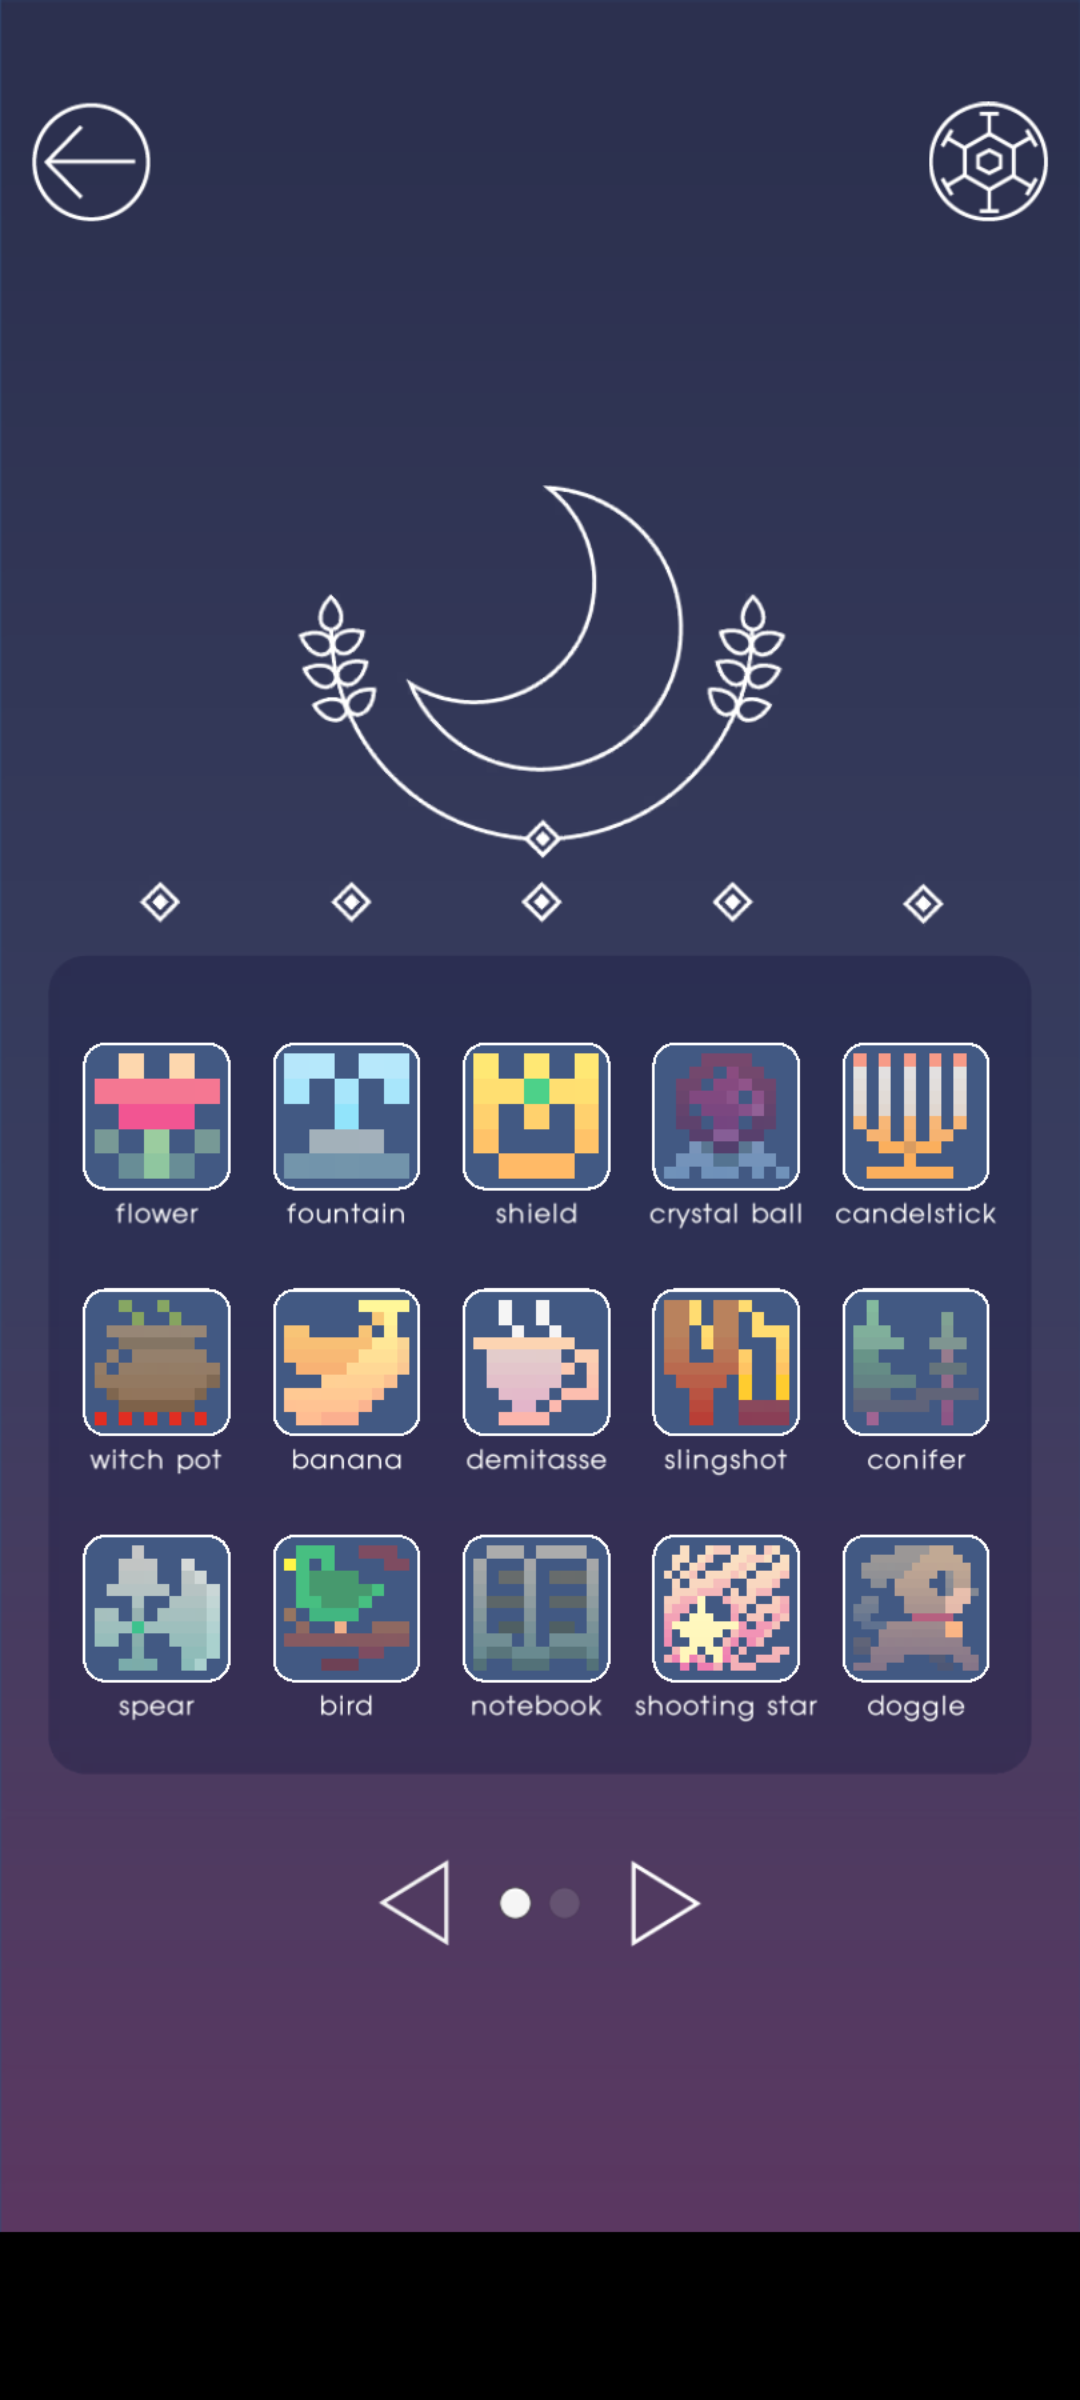 flower fountain shield crystal ball candelstick
witch pot banana demitasse slingshot conifer
spear bird notebook shooting star doggle